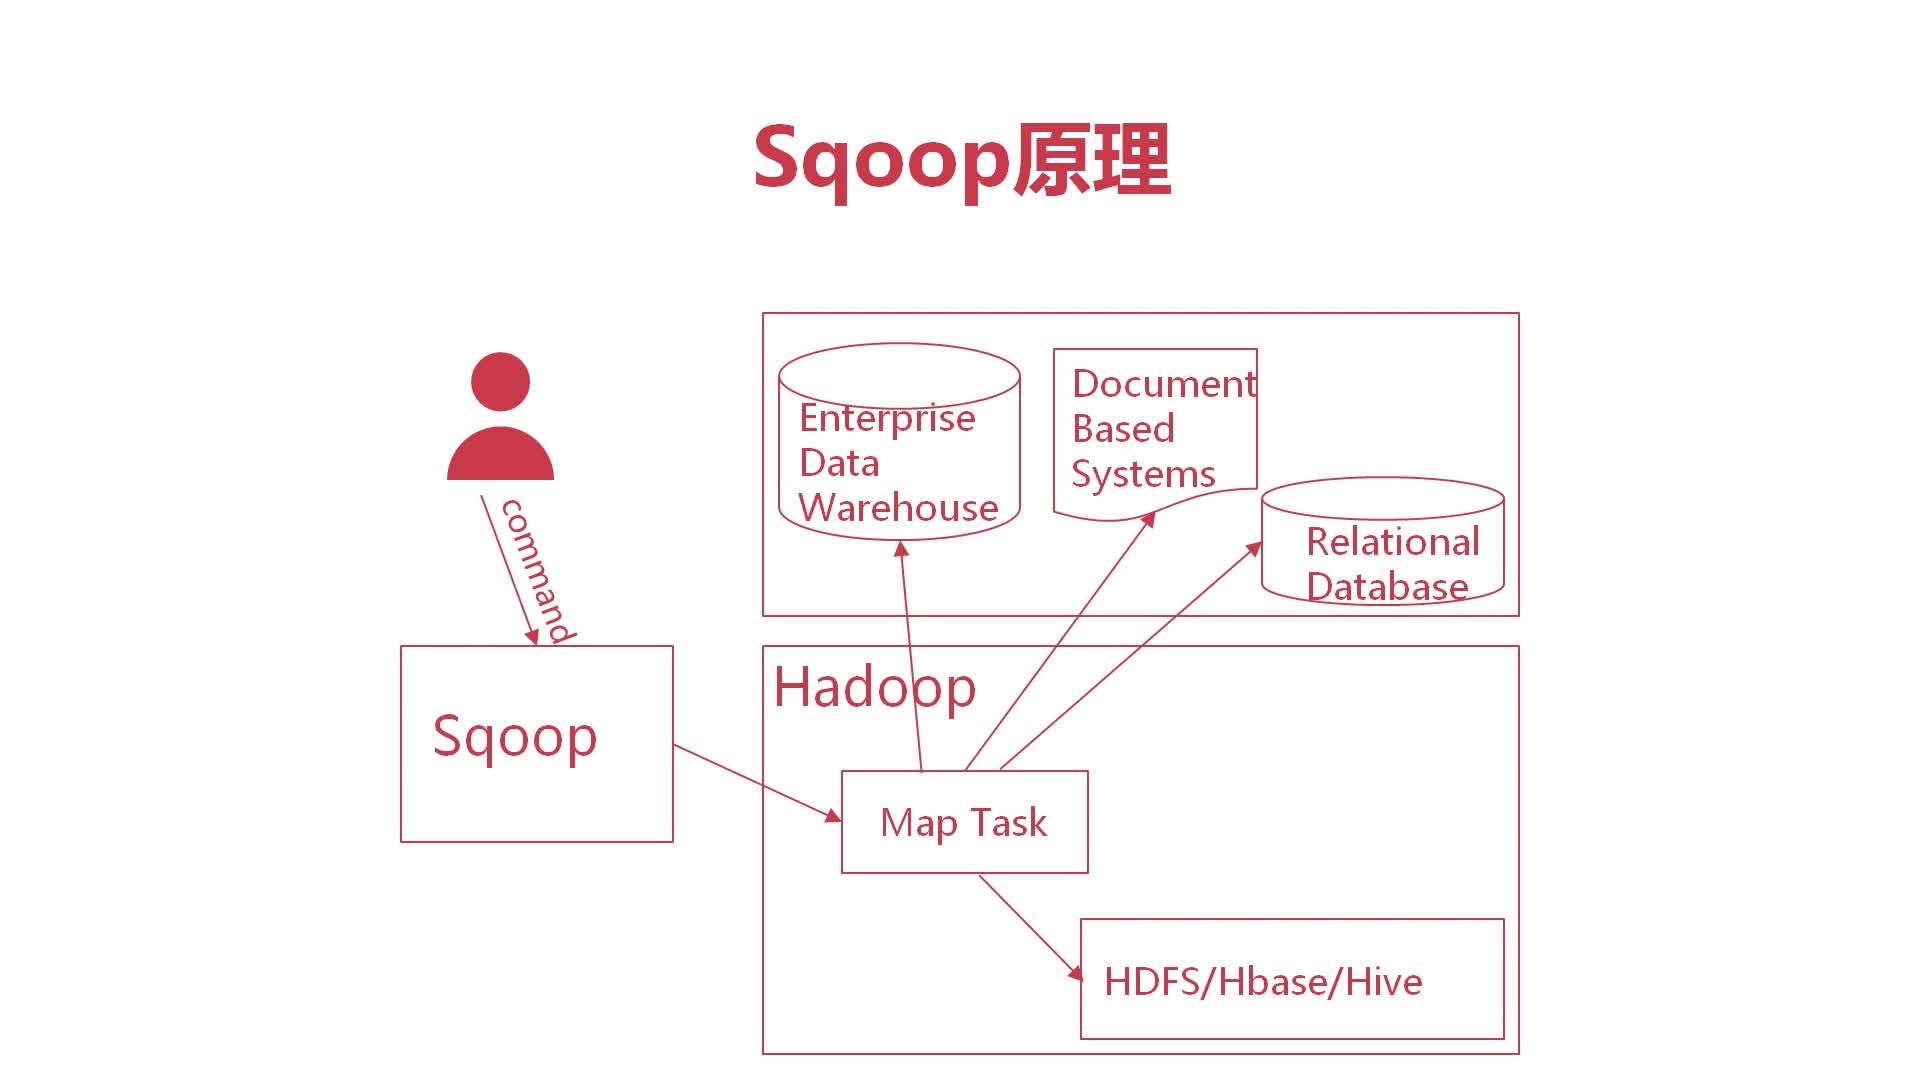 Sqoop原理
command
Sqoop
Enterprise
Data
Warehouse
Document
Based
Systems
Relational
Database
Hadoop
Map Task
HDFS/Hbase/Hive